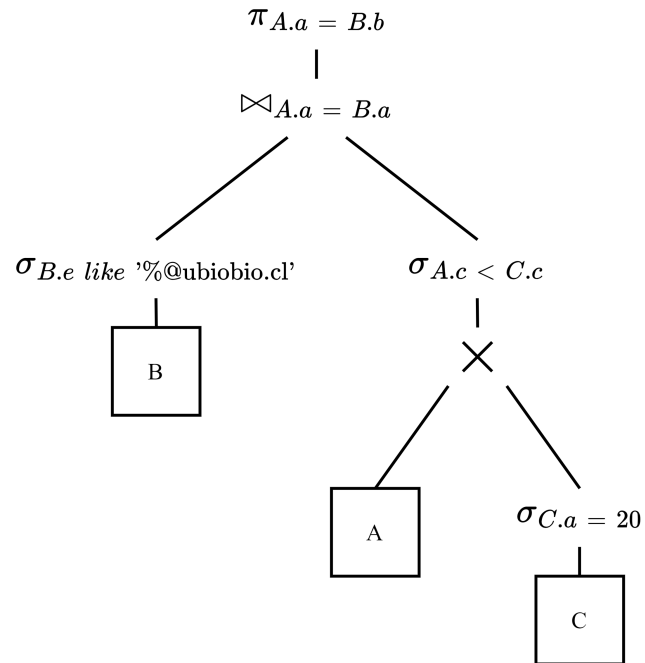 π A.a = B.b
⋈ A.a = B.a
σ B.e like '%@ubiobio.cl'
σ A.c < C.c
B
×
A
σ C.a = 20
C